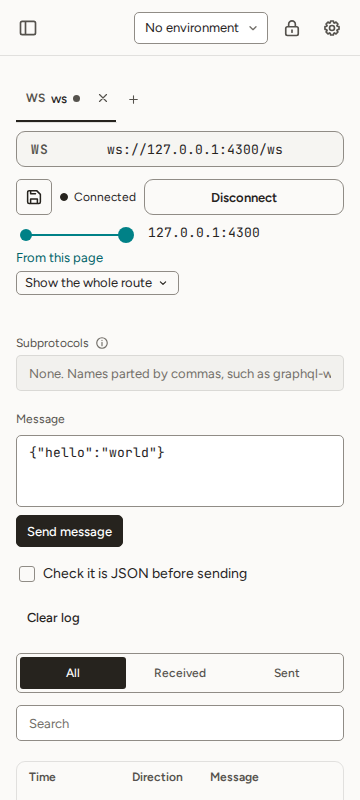 No environment
WS ws
WS ws://127.0.0.1:4300/ws
Connected Disconnect
127.0.0.1:4300
From this page
Show the whole route
Subprotocols
None. Names parted by commas, such as graphql-w
Message
{"hello":"world"}
Send message
Check it is JSON before sending
Clear log
All Received Sent
Search
Time Direction Message